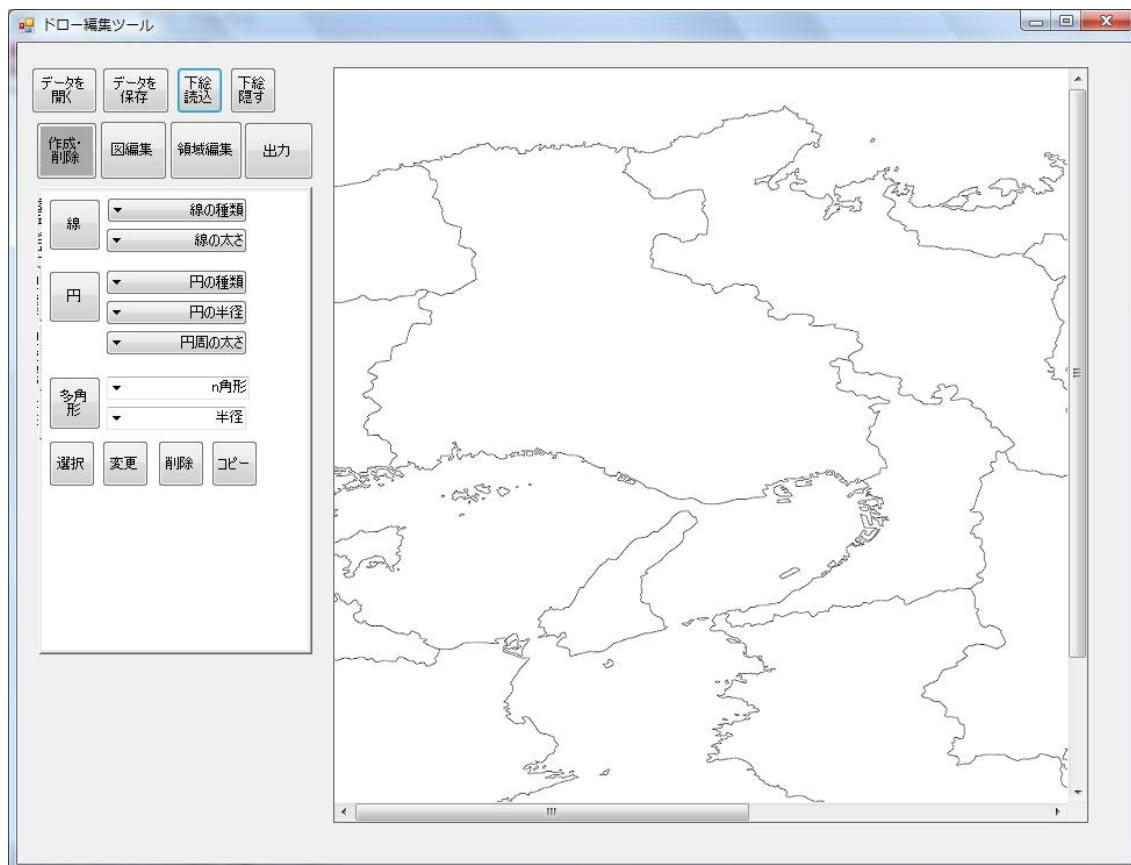 ドロー編集ツール
データを
開く
データを
保存
下絵
読込
下絵
隠す
作成・
削除
図編集
領域編集
出力
線
線の種類
線の太さ
円
円の種類
円の半径
円周の太さ
多角
形
n角形
半径
選択
変更
削除
コピー